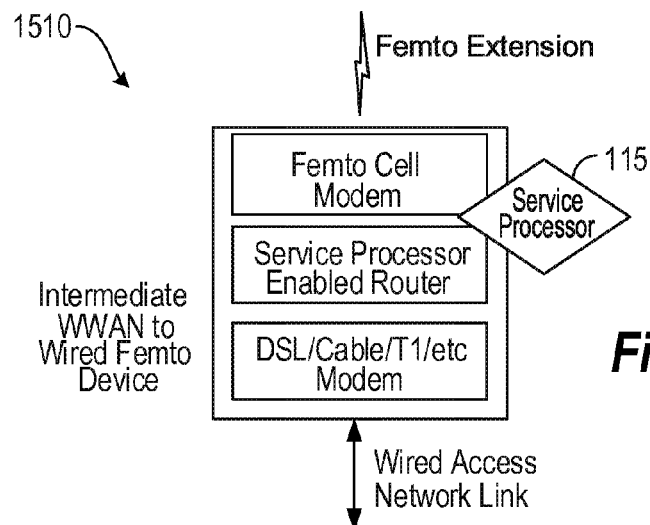 1510
Femto Extension
Femto Cell
Modem
115
Service
Processor
Service Processor
Enabled Router
Intermediate
WWAN to
Wired Femto
Device
DSL/Cable/T1/etc
Modem
Fi
Wired Access
Network Link